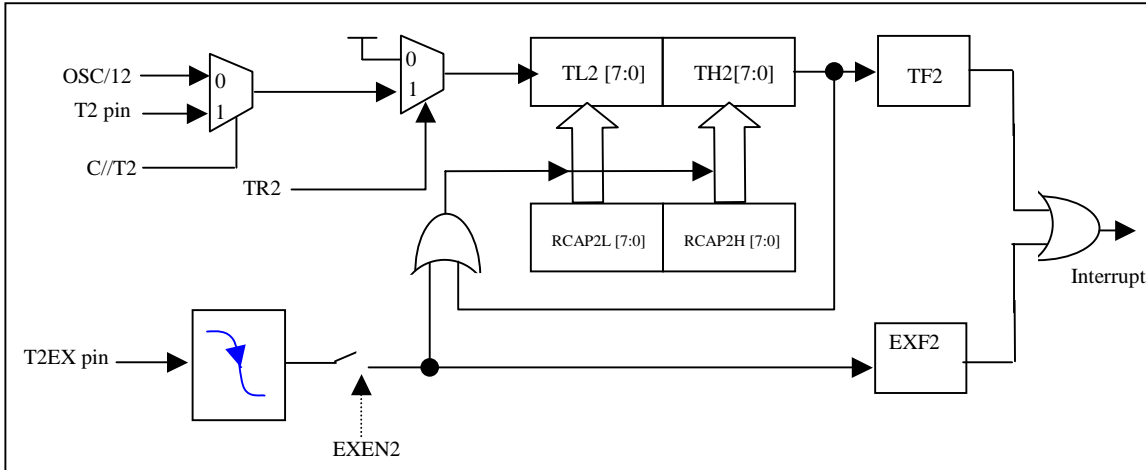 OSC/12
T2 pin
C//T2
0
1
TR2
0
1
TL2 [7:0]
TH2[7:0]
TF2
RCAP2L [7:0]
RCAP2H [7:0]
Interrupt
T2EX pin
EXEN2
EXF2